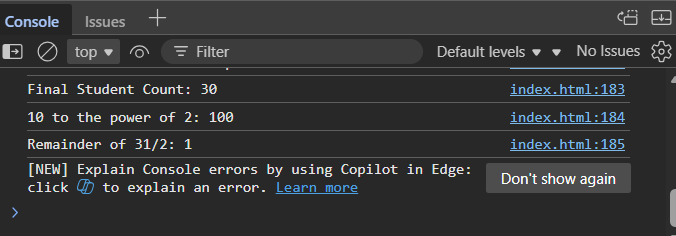 Console Issues
top Filter Default levels No Issues
Final Student Count: 30 index.html:183
10 to the power of 2: 100 index.html:184
Remainder of 31/2: 1 index.html:185
[NEW] Explain Console errors by using Copilot in Edge:
click to explain an error. Learn more
Don't show again